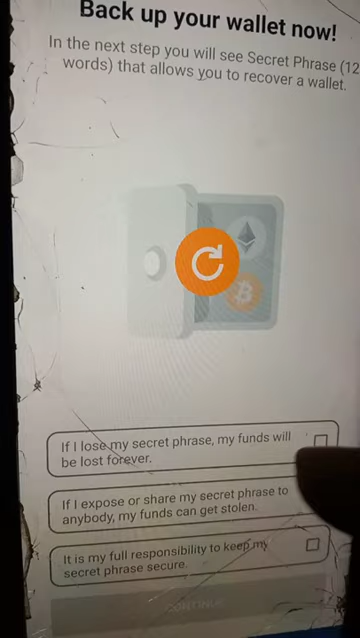 Back up your wallet now!
In the next step you will see Secret Phrase (12
words) that allows you to recover a wallet.
If I lose my secret phrase, my funds will
be lost forever.
If I expose or share my secret phrase to
anybody, my funds can get stolen.
It is my full responsibility to keep my
secret phrase secure.
CONTINUE